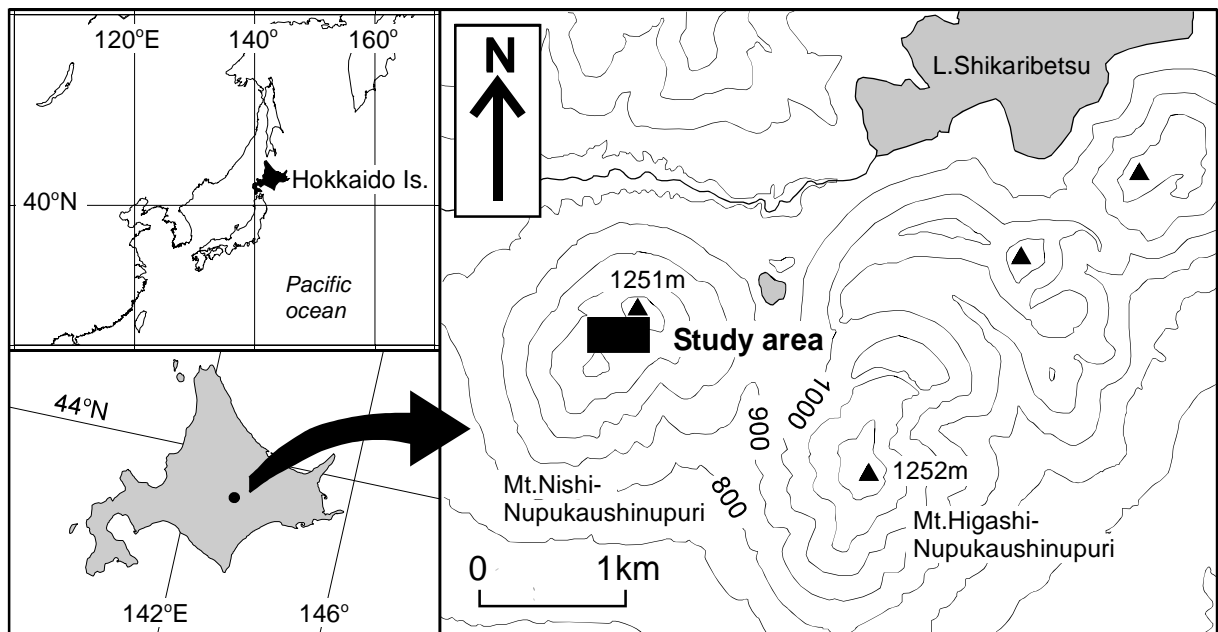 120°E
140°
160°
Hokkaido Is.
40°N
Pacific
ocean
44°N
142°E
146°
N
L.Shikaribetsu
1251m
Study area
1000
900
800
1252m
Mt.Nishi-
Nupukaushinupuri
Mt.Higashi-
Nupukaushinupuri
0
1km